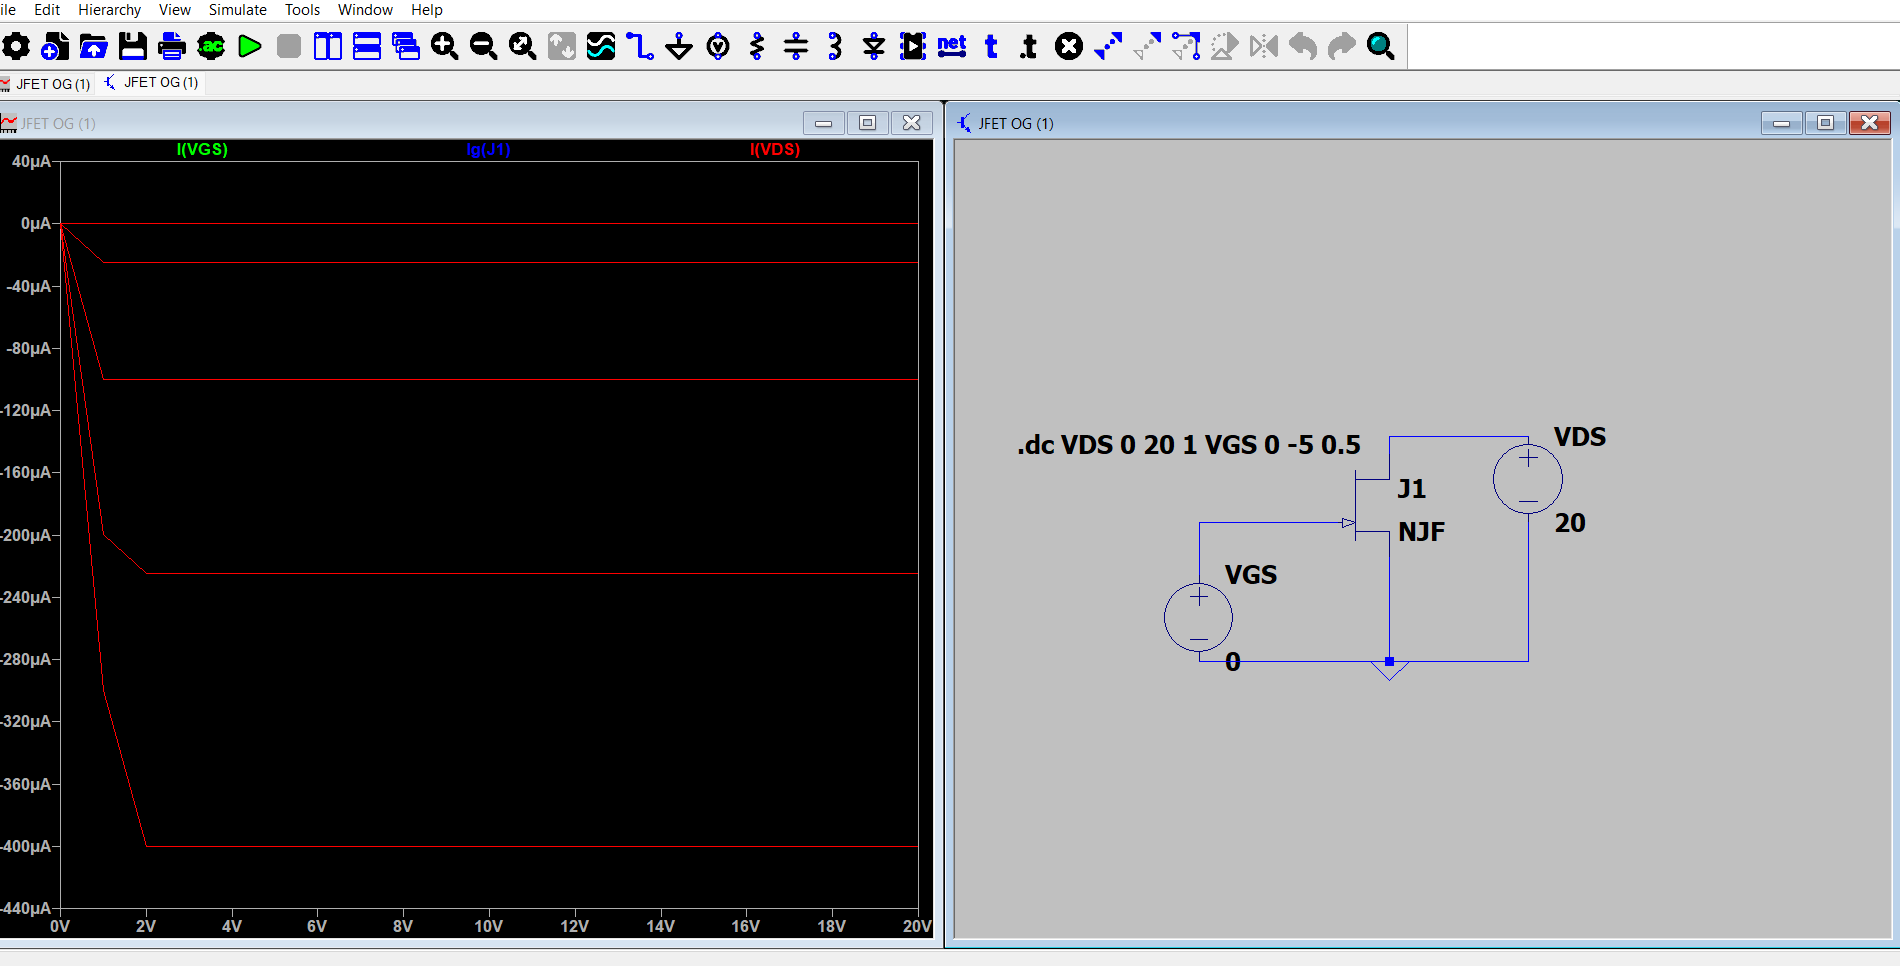 ile Edit Hierarchy View Simulate Tools Window Help
ac net t .t
JFET OG (1) JFET OG (1)
JFET OG (1)
I(VGS) Ig(J1) I(VDS)
40µA
0µA
-40µA
-80µA
-120µA
-160µA
-200µA
-240µA
-280µA
-320µA
-360µA
-400µA
-440µA
0V 2V 4V 6V 8V 10V 12V 14V 16V 18V 20V
JFET OG (1)
.dc VDS 0 20 1 VGS 0 -5 0.5
VDS
J1
20
NJF
VGS
0